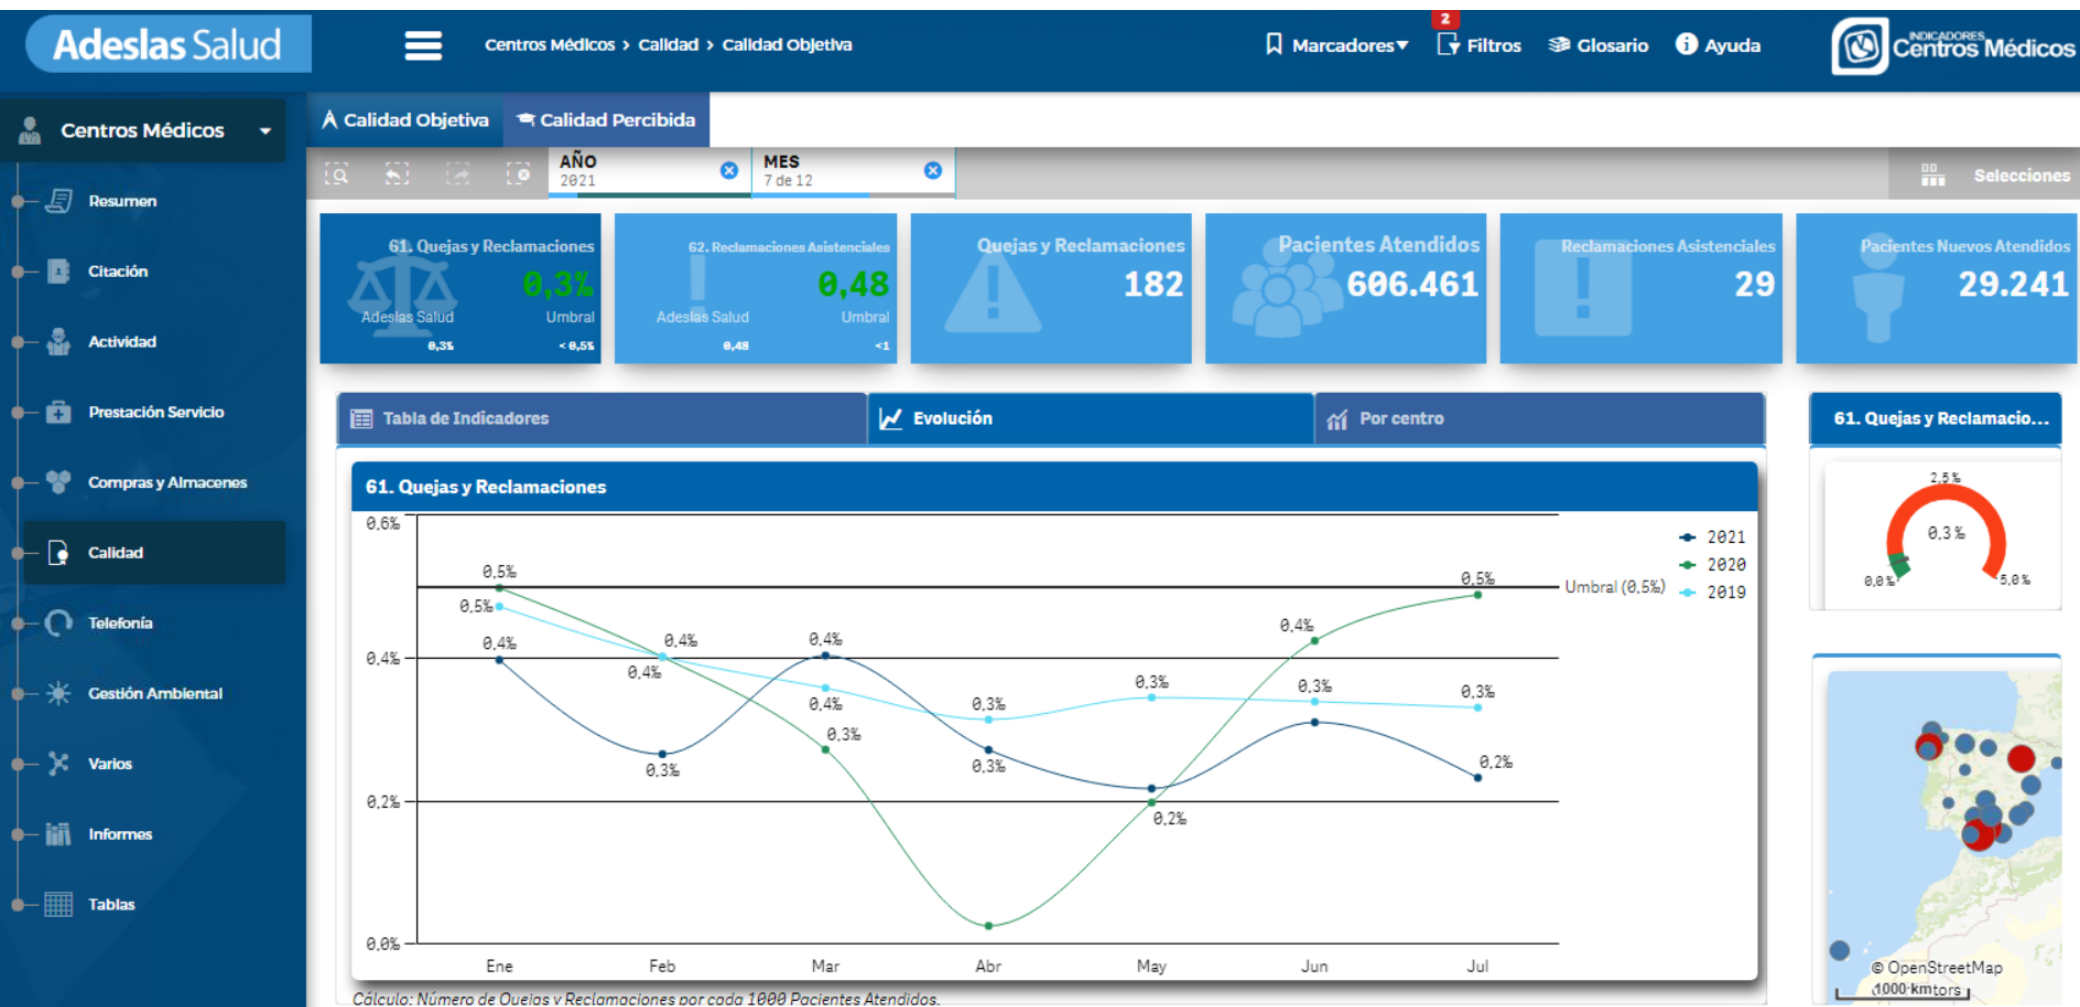 Adeslas Salud
Centros Médicos > Calidad > Calidad Objetiva
Marcadores▾
2
Filtros
Glosario
Ayuda
INDICADORES
Centros Médicos
Centros Médicos
Resumen
Citación
Actividad
Prestación Servicio
Compras y Almacenes
Calidad
Telefonía
Gestión Ambiental
Varios
Informes
Tablas
Calidad Objetiva
Calidad Percibida
AÑO
2021
MES
7 de 12
Selecciones
61. Quejas y Reclamaciones
0,3‰
Adeslas Salud
Umbral
0,3‰
< 0,5‰
62. Reclamaciones Asistenciales
0,48
Adeslas Salud
Umbral
0,48
<1
Quejas y Reclamaciones
182
Pacientes Atendidos
606.461
Reclamaciones Asistenciales
29
Pacientes Nuevos Atendidos
29.241
Tabla de Indicadores
Evolución
Por centro
61. Quejas y Reclamaciones
0,6‰
0,4‰
0,2‰
0,0‰
0,5‰
0,5‰
0,4‰
0,4‰
0,4‰
0,3‰
0,4‰
0,4‰
0,3‰
0,3‰
0,3‰
0,3‰
0,2‰
0,4‰
0,3‰
0,5‰
0,3‰
0,2‰
Umbral (0,5‰)
2021
2020
2019
Ene
Feb
Mar
Abr
May
Jun
Jul
Cálculo: Número de Quejas y Reclamaciones por cada 1000 Pacientes Atendidos.
61. Quejas y Reclamacio...
2,5‰
0,3‰
0,0‰
5,0‰
© OpenStreetMap
1000 km
tors